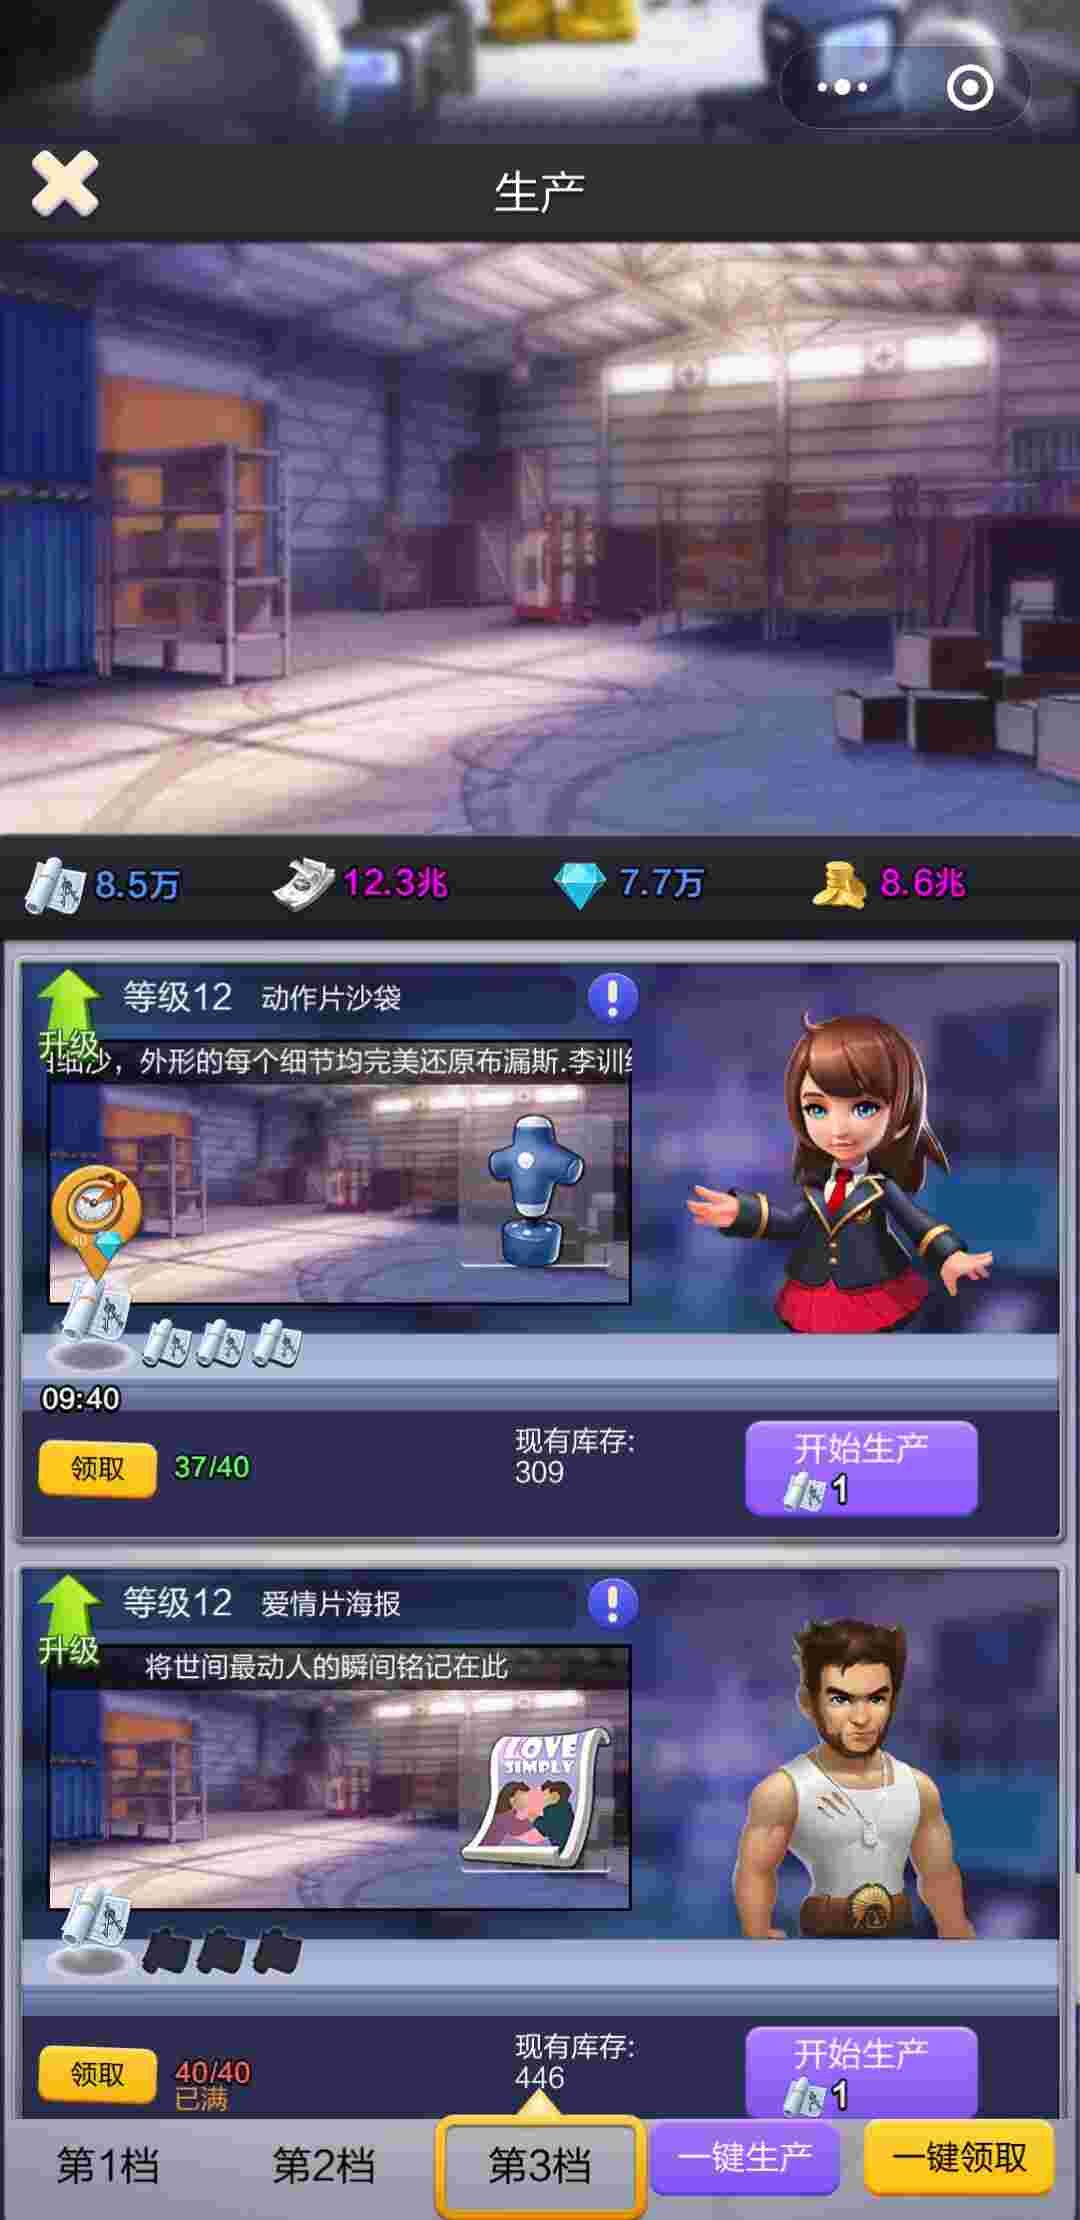 生产
8.5万
12.3兆
7.7万
8.6兆
升级
等级12 动作片沙袋
细沙，外形的每个细节均完美还原布漏斯.李训
40
09:40
领取
37/40
现有库存:
309
开始生产
1
升级
等级12 爱情片海报
将世间最动人的瞬间铭记在此
LOVE
SIMPLY
领取
40/40
已满
现有库存:
446
开始生产
1
第1档
第2档
第3档
一键生产
一键领取